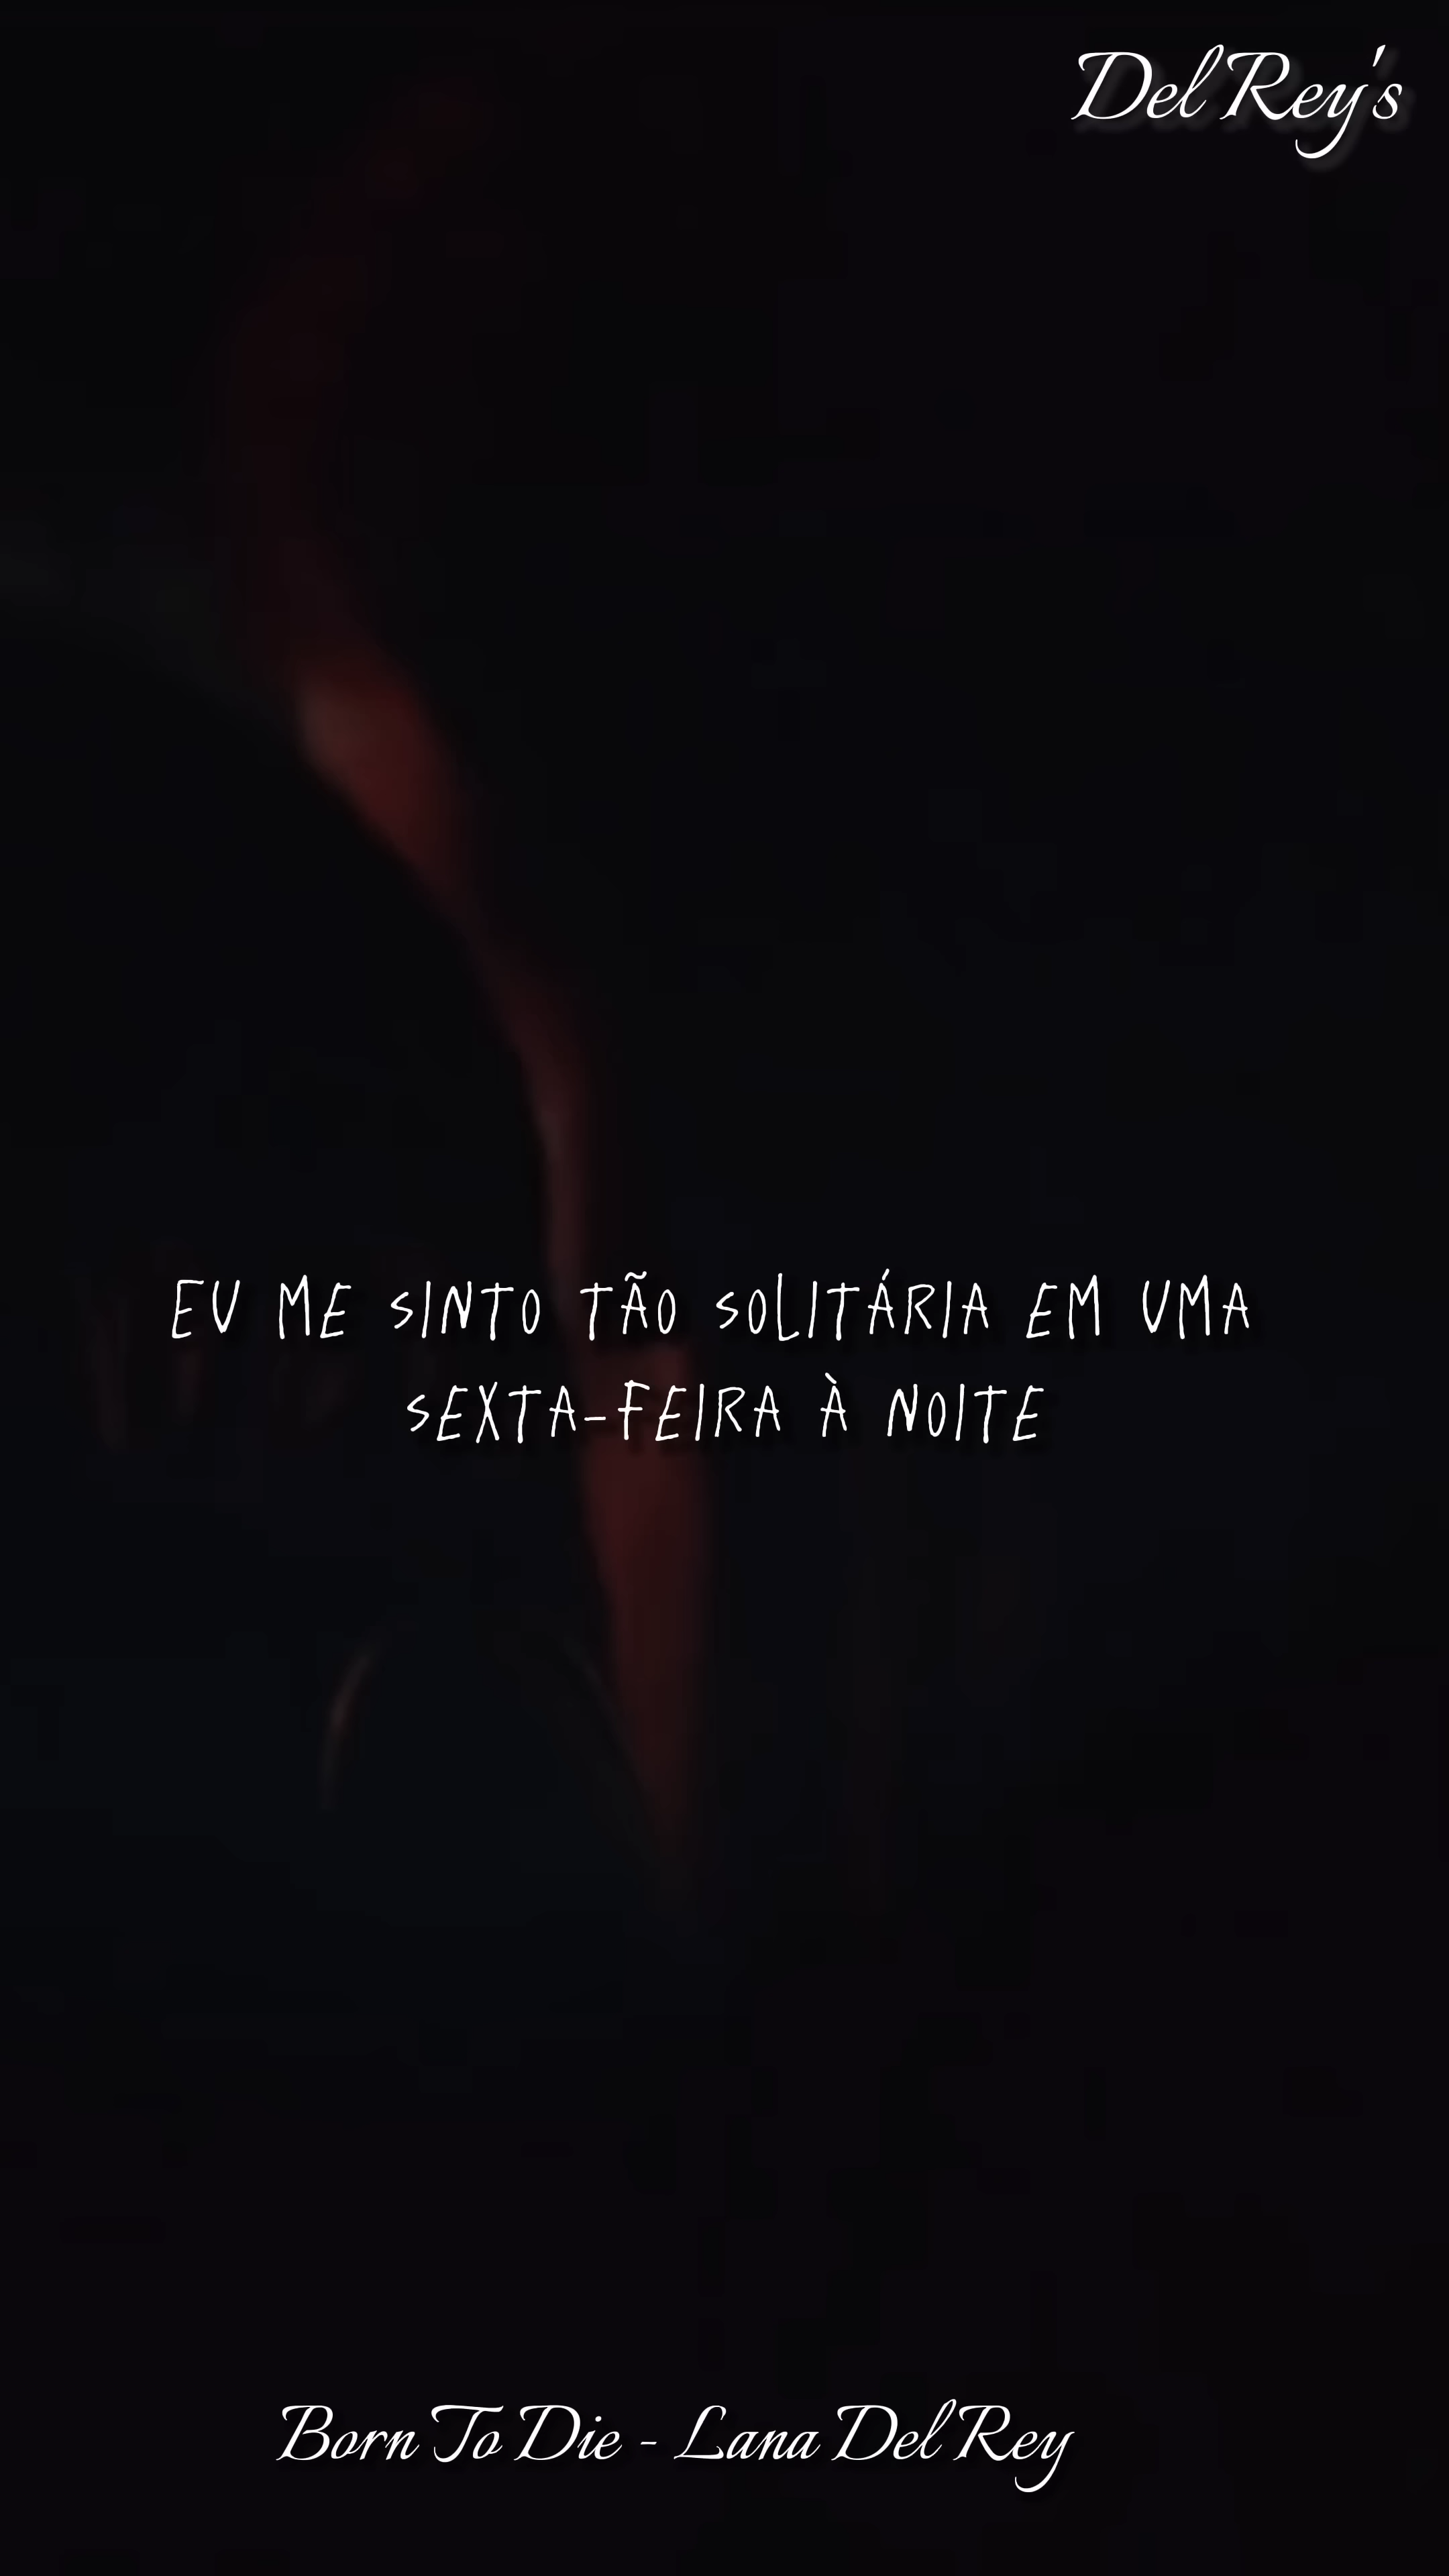 Del Rey's
EU ME SINTO TÃO SOLITÁRIA EM UMA
SEXTA-FEIRA À NOITE
Born To Die - Lana Del Rey